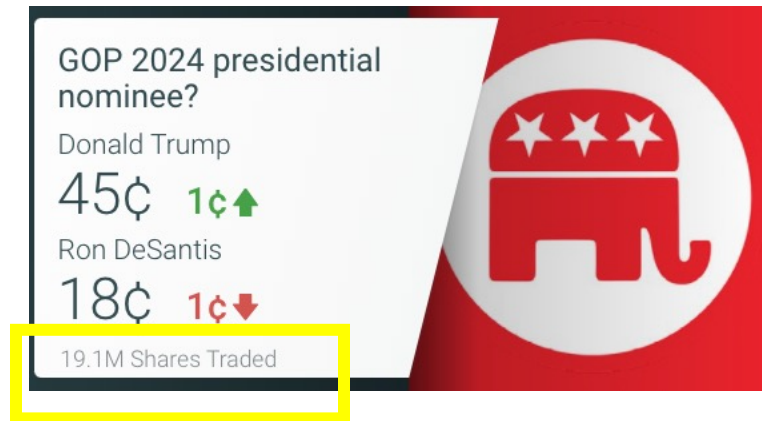 GOP 2024 presidential
nominee?
Donald Trump
45¢ 1¢
Ron DeSantis
18¢ 1¢
19.1M Shares Traded